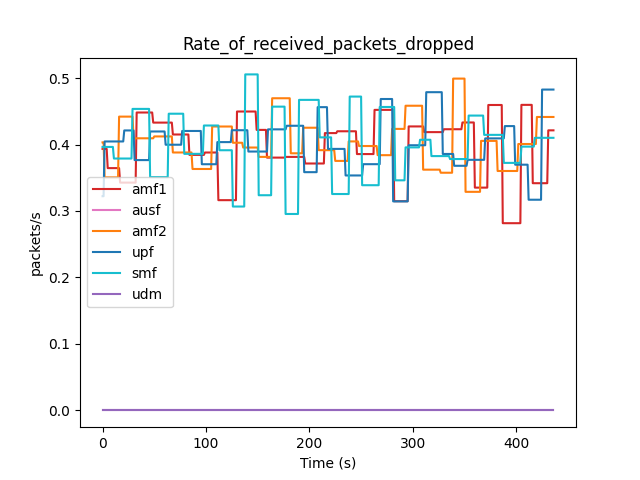 Rate_of_received_packets_dropped
packets/s
0.5
0.4
0.3
0.2
0.1
0.0
amf1
ausf
amf2
upf
smf
udm
0 100 200 300 400
Time (s)